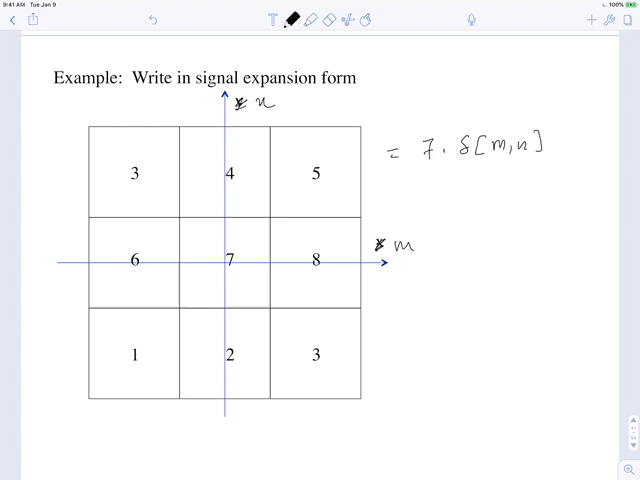 9:41 AM Tue Jan 9
100%
T
Example: Write in signal expansion form
n
3 4 5
= 7 . δ[m,n]
m
6 7 8
1 2 3